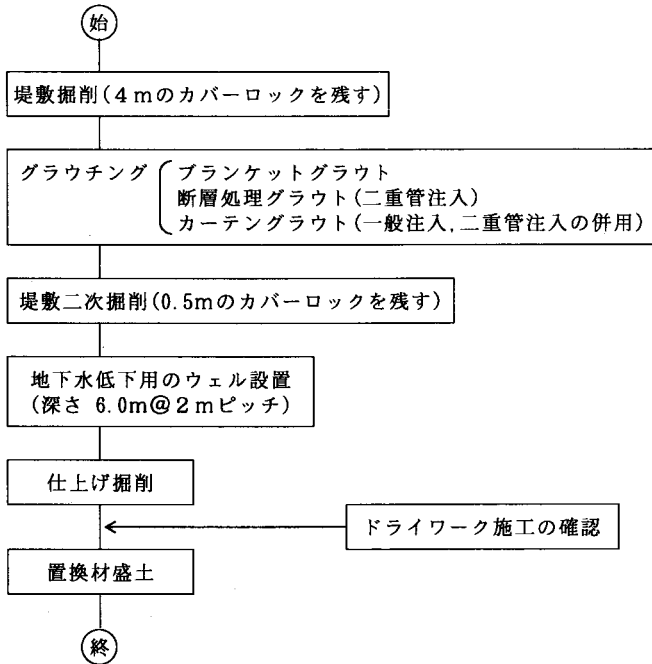 始
堤敷掘削(4mのカバーロックを残す)
グラウチング ブランケットグラウト
断層処理グラウト(二重管注入)
カーテングラウト(一般注入,二重管注入の併用)
堤敷二次掘削(0.5mのカバーロックを残す)
地下水低下用のウェル設置
(深さ 6.0m@2mピッチ)
仕上げ掘削
ドライワーク施工の確認
置換材盛土
終